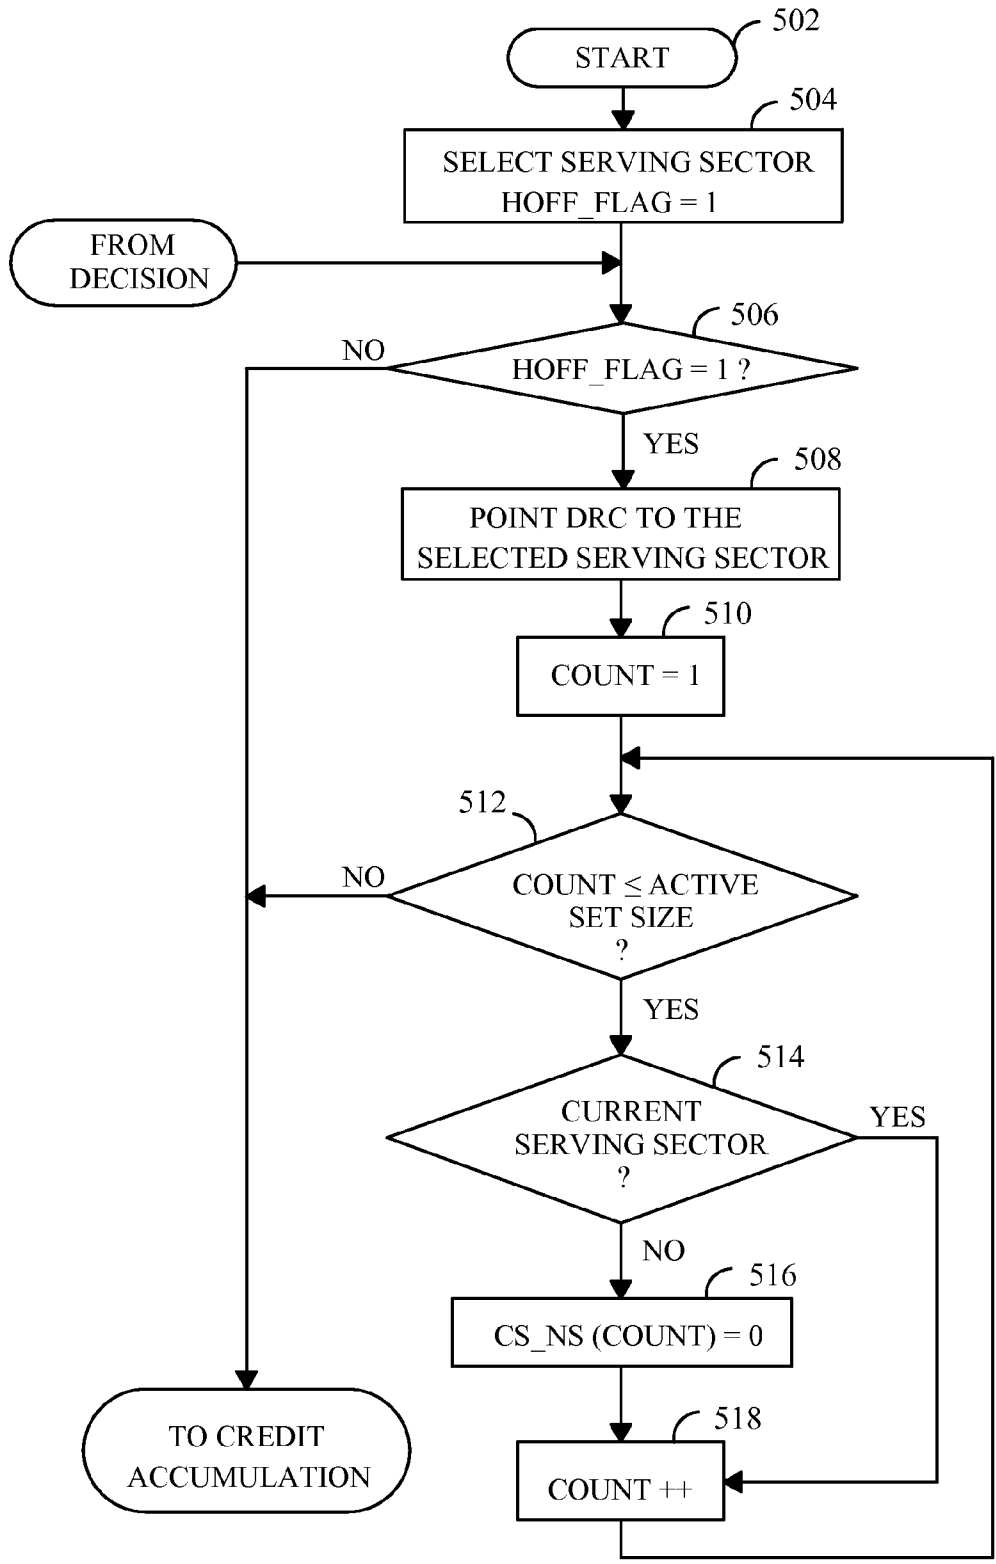 502
START
504
SELECT SERVING SECTOR
HOFF_FLAG = 1
FROM
DECISION
506
NO
HOFF_FLAG = 1 ?
YES
508
POINT DRC TO THE
SELECTED SERVING SECTOR
510
COUNT = 1
512
NO
COUNT ≤ ACTIVE
SET SIZE
?
YES
514
CURRENT
SERVING SECTOR
?
YES
NO
516
CS_NS (COUNT) = 0
518
COUNT ++
TO CREDIT
ACCUMULATION